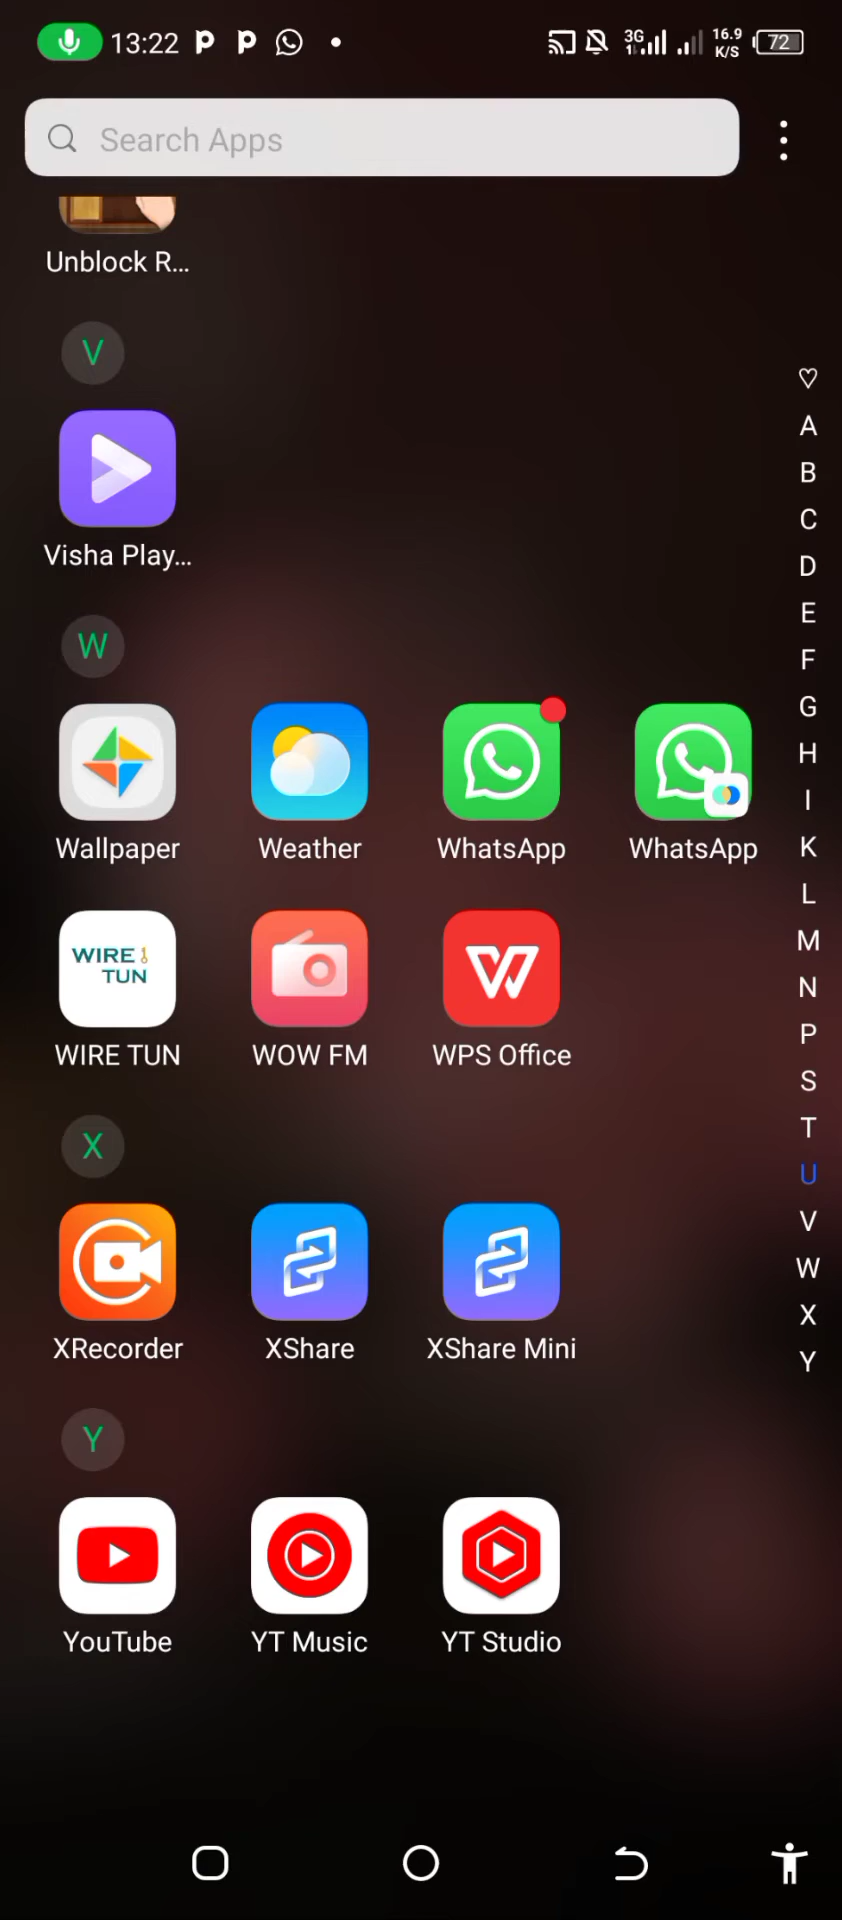 13:22
3G
16.9
K/S
72
Search Apps
Unblock R...
V
Visha Play...
W
Wallpaper
Weather
WhatsApp
WhatsApp
WIRE
TUN
WIRE TUN
WOW FM
WPS Office
X
XRecorder
XShare
XShare Mini
Y
YouTube
YT Music
YT Studio
A
B
C
D
E
F
G
H
I
K
L
M
N
P
S
T
U
V
W
X
Y